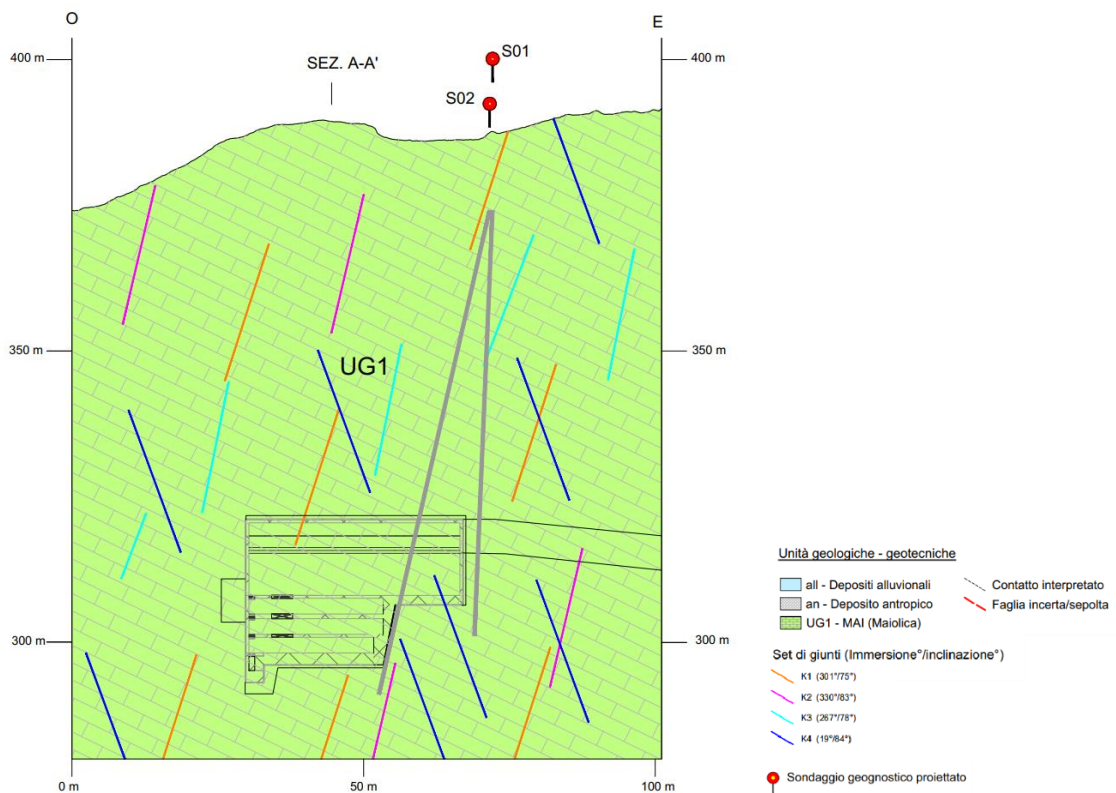 O
E
400 m
400 m
SEZ. A-A'
S01
S02
350 m
350 m
UG1
300 m
300 m
0 m
50 m
100 m
Unità geologiche - geotecniche
all - Depositi alluvionali
an - Deposito antropico
UG1 - MAI (Maiolica)
Contatto interpretato
Faglia incerta/sepolta
Set di giunti (Immersione°/inclinazione°)
K1 (301°/75°)
K2 (330°/83°)
K3 (267°/78°)
K4 (19°/84°)
Sondaggio geognostico proiettato